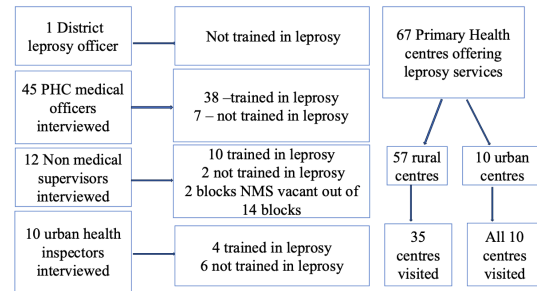 1 District
leprosy officer
Not trained in leprosy
67 Primary Health
centres offering
leprosy services
45 PHC medical
officers
interviewed
38 –trained in leprosy
7 – not trained in leprosy
12 Non medical
supervisors
interviewed
10 trained in leprosy
2 not trained in leprosy
2 blocks NMS vacant out of
14 blocks
57 rural
centres
10 urban
centres
10 urban health
inspectors
interviewed
4 trained in leprosy
6 not trained in leprosy
35
centres
visited
All 10
centres
visited